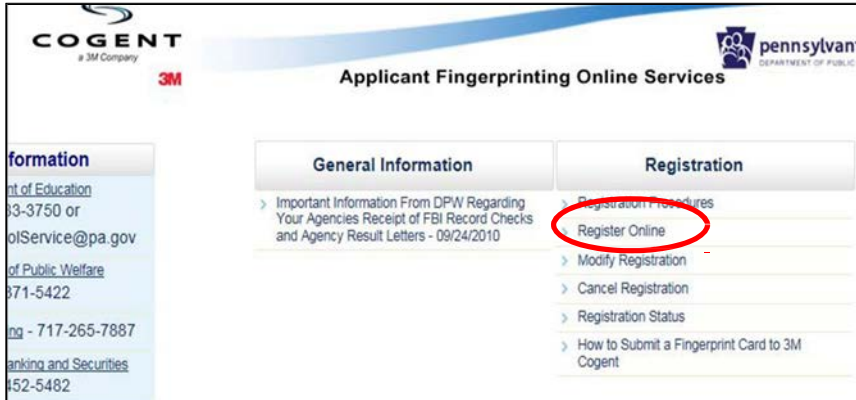 COGENT
a 3M Company
3M
Applicant Fingerprinting Online Services
pennsylvan
DEPARTMENT OF PUBLIC
formation
nt of Education
33-3750 or
olService@pa.gov
of Public Welfare
371-5422
ng - 717-265-7887
anking and Securities
452-5482
General Information
Important Information From DPW Regarding
Your Agencies Receipt of FBI Record Checks
and Agency Result Letters - 09/24/2010
Registration
Registration Procedures
Register Online
Modify Registration
Cancel Registration
Registration Status
How to Submit a Fingerprint Card to 3M
Cogent